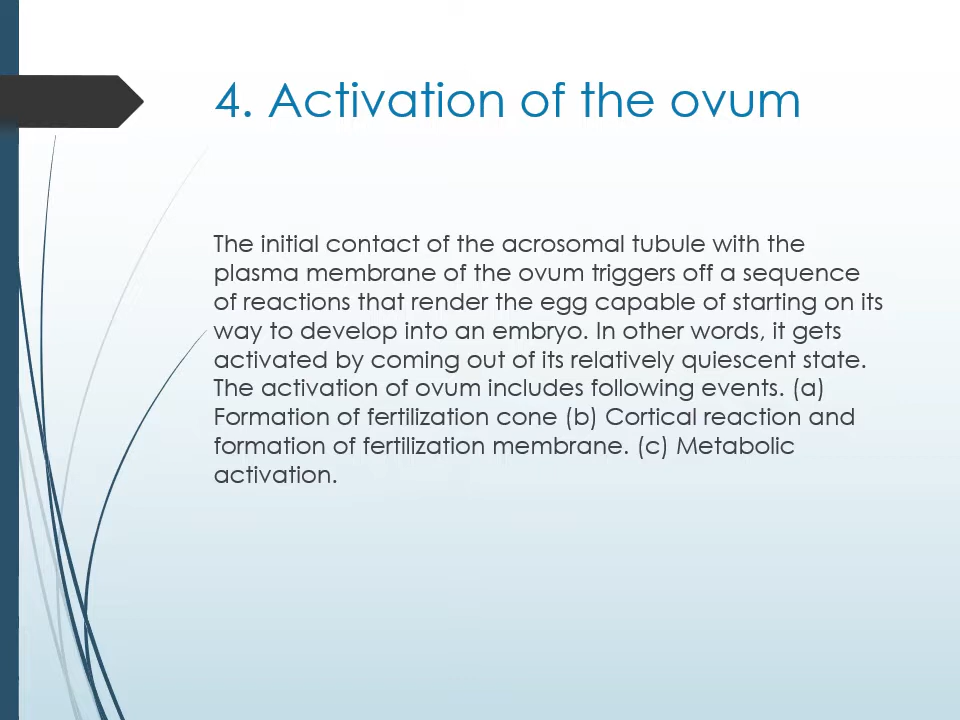 4. Activation of the ovum
The initial contact of the acrosomal tubule with the
plasma membrane of the ovum triggers off a sequence
of reactions that render the egg capable of starting on its
way to develop into an embryo. In other words, it gets
activated by coming out of its relatively quiescent state.
The activation of ovum includes following events. (a)
Formation of fertilization cone (b) Cortical reaction and
formation of fertilization membrane. (c) Metabolic
activation.